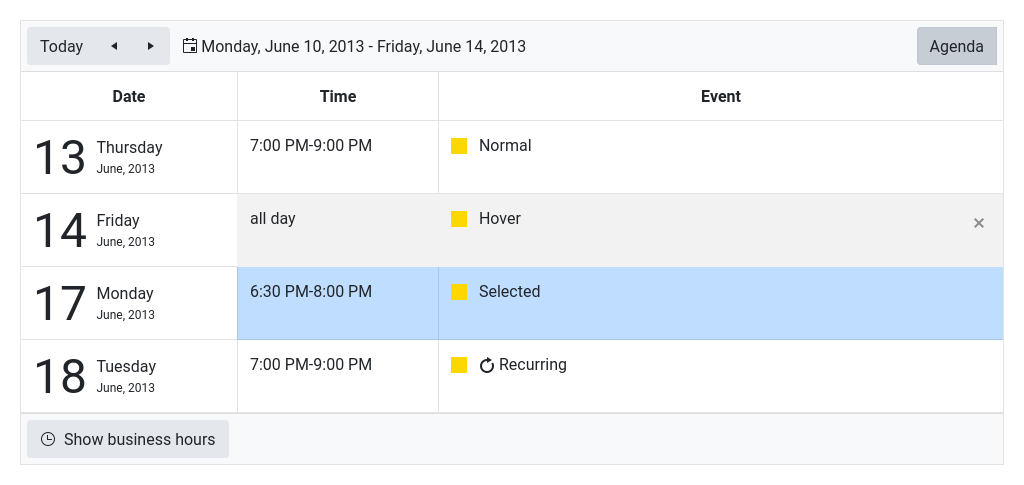 Today Monday, June 10, 2013 - Friday, June 14, 2013 Agenda
Date Time Event
13 Thursday June, 2013 7:00 PM-9:00 PM Normal
14 Friday June, 2013 all day Hover
17 Monday June, 2013 6:30 PM-8:00 PM Selected
18 Tuesday June, 2013 7:00 PM-9:00 PM Recurring
Show business hours